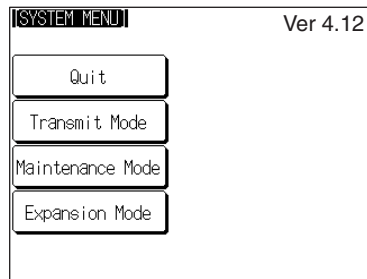 [SYSTEM MENU]
Ver 4.12
Quit
Transmit Mode
Maintenance Mode
Expansion Mode